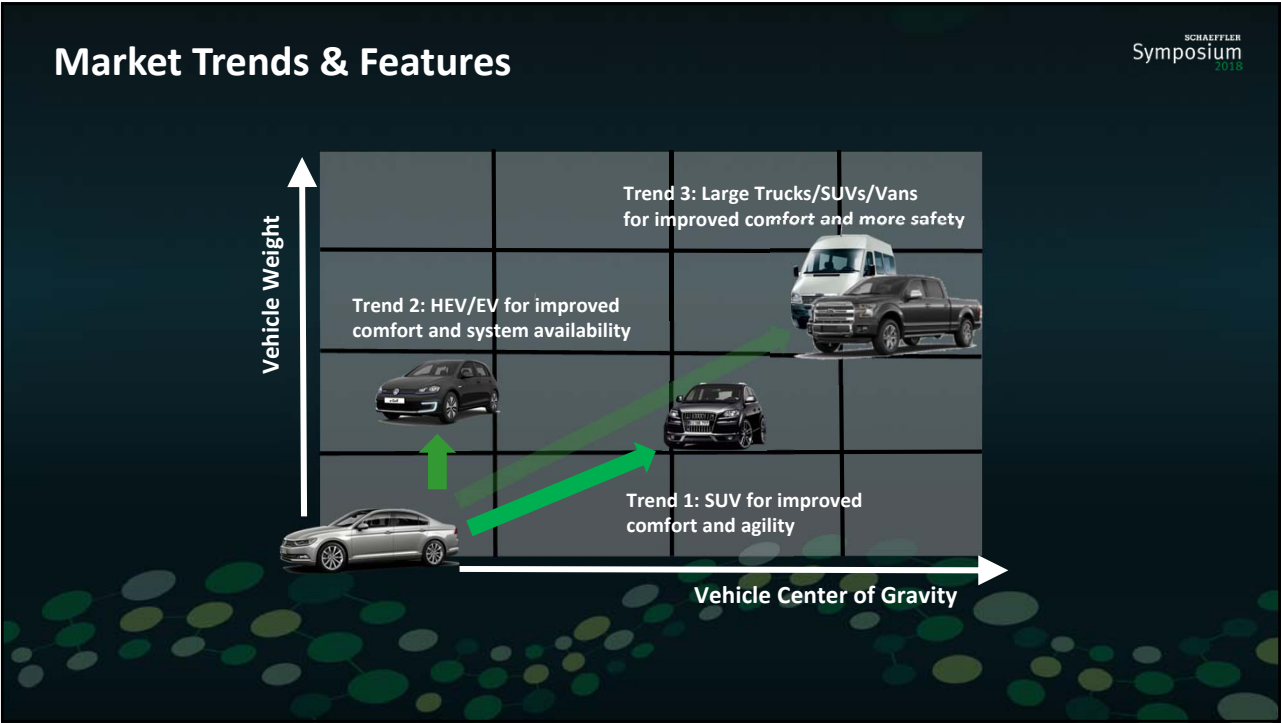 Market Trends & Features
SCHAEFFLER
Symposium
2018
Vehicle Weight
Trend 3: Large Trucks/SUVs/Vans
for improved comfort and more safety
Trend 2: HEV/EV for improved
comfort and system availability
Trend 1: SUV for improved
comfort and agility
Vehicle Center of Gravity